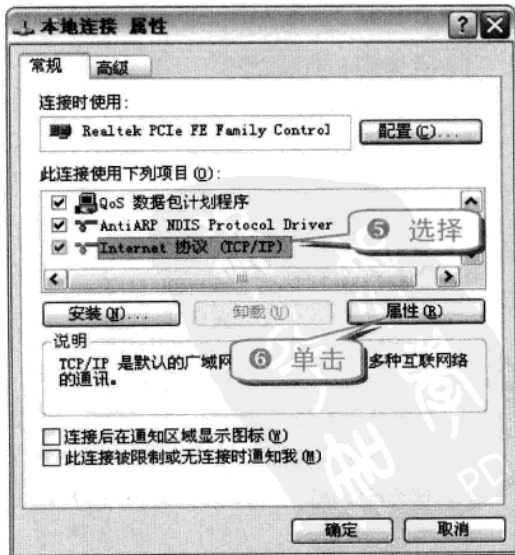 本地连接 属性
常规 高级
连接时使用:
Realtek PCIe FE Family Control 配置(C)...
此连接使用下列项目(O):
QoS 数据包计划程序
AntiARP NDIS Protocol Driver
Internet 协议 (TCP/IP)
❺ 选择
安装(N)... 卸载(U) 属性(R)
说明
TCP/IP 是默认的广域网 多种互联网络
的通讯。
❻ 单击
连接后在通知区域显示图标(W)
此连接被限制或无连接时通知我(M)
确定 取消
PD